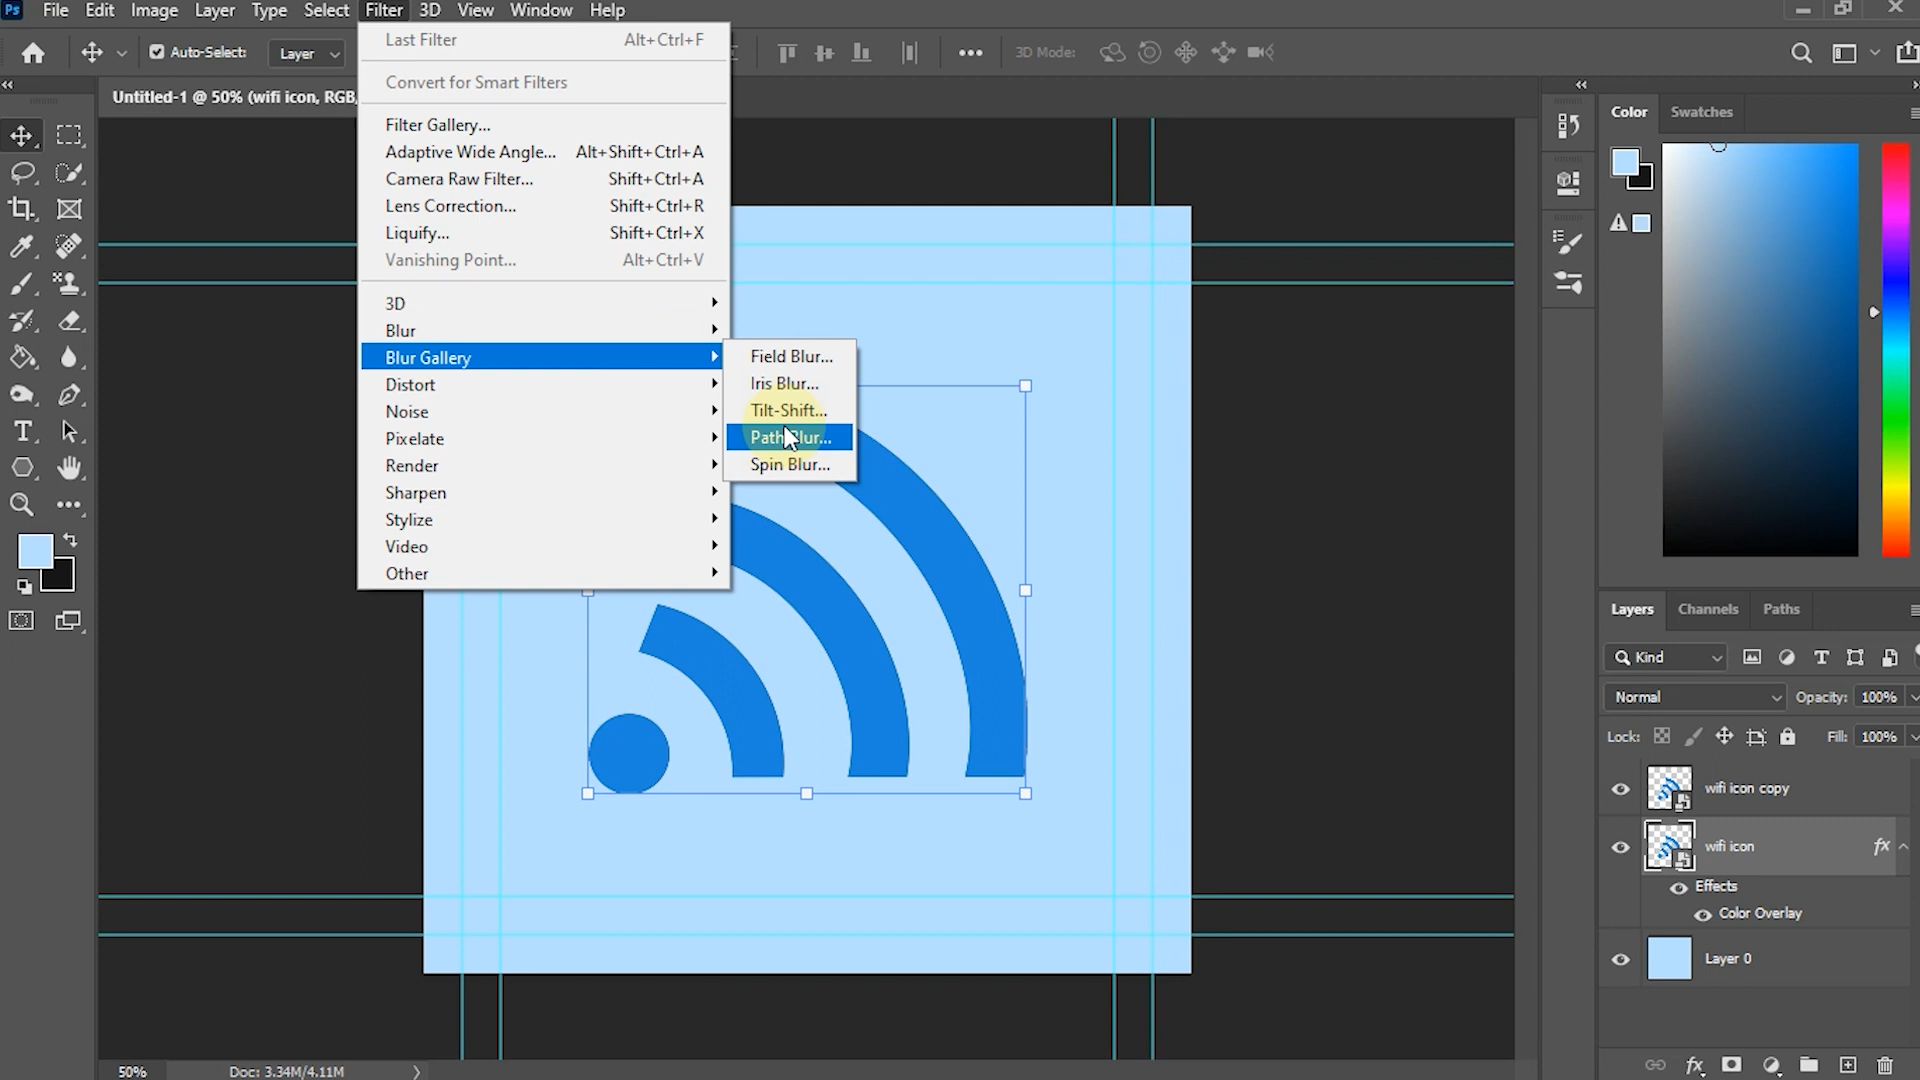 Ps File Edit Image Layer Type Select Filter 3D View Window Help
Auto-Select: Layer 3D Mode:
Untitled-1 @ 50% (wifi icon, RGB,
Last Filter Alt+Ctrl+F
Convert for Smart Filters
Filter Gallery...
Adaptive Wide Angle... Alt+Shift+Ctrl+A
Camera Raw Filter... Shift+Ctrl+A
Lens Correction... Shift+Ctrl+R
Liquify... Shift+Ctrl+X
Vanishing Point... Alt+Ctrl+V
3D
Blur
Blur Gallery
Distort
Noise
Pixelate
Render
Sharpen
Stylize
Video
Other
Field Blur...
Iris Blur...
Tilt-Shift...
Path Blur...
Spin Blur...
Color Swatches
Layers Channels Paths
Kind
Normal Opacity: 100%
Lock: Fill: 100%
wifi icon copy
wifi icon fx
Effects
Color Overlay
Layer 0
fx
50% Doc: 3.34M/4.11M